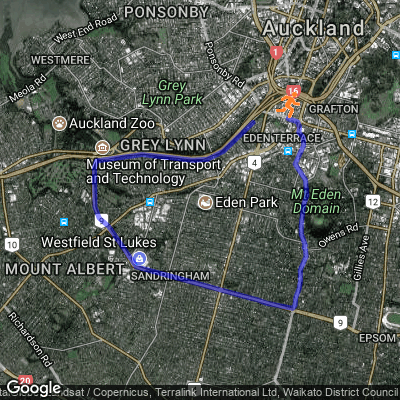 PONSONBY
Auckland
West End Road
WESTMERE
Ponsonby Rd
1
Meola Rd
Grey
Lynn Park
16
GRAFTON
Auckland Zoo
EDEN TERRACE
GREY LYNN
Museum of Transport
and Technology
4
12
Eden Park
Mt Eden
Domain
9
Owens Rd
10
Westfield St Lukes
Gillies Ave
MOUNT ALBERT
SANDRINGHAM
9
EPSOM
Richardson Rd
20
Google
dsat / Copernicus, Terralink International Ltd, Waikato District Council